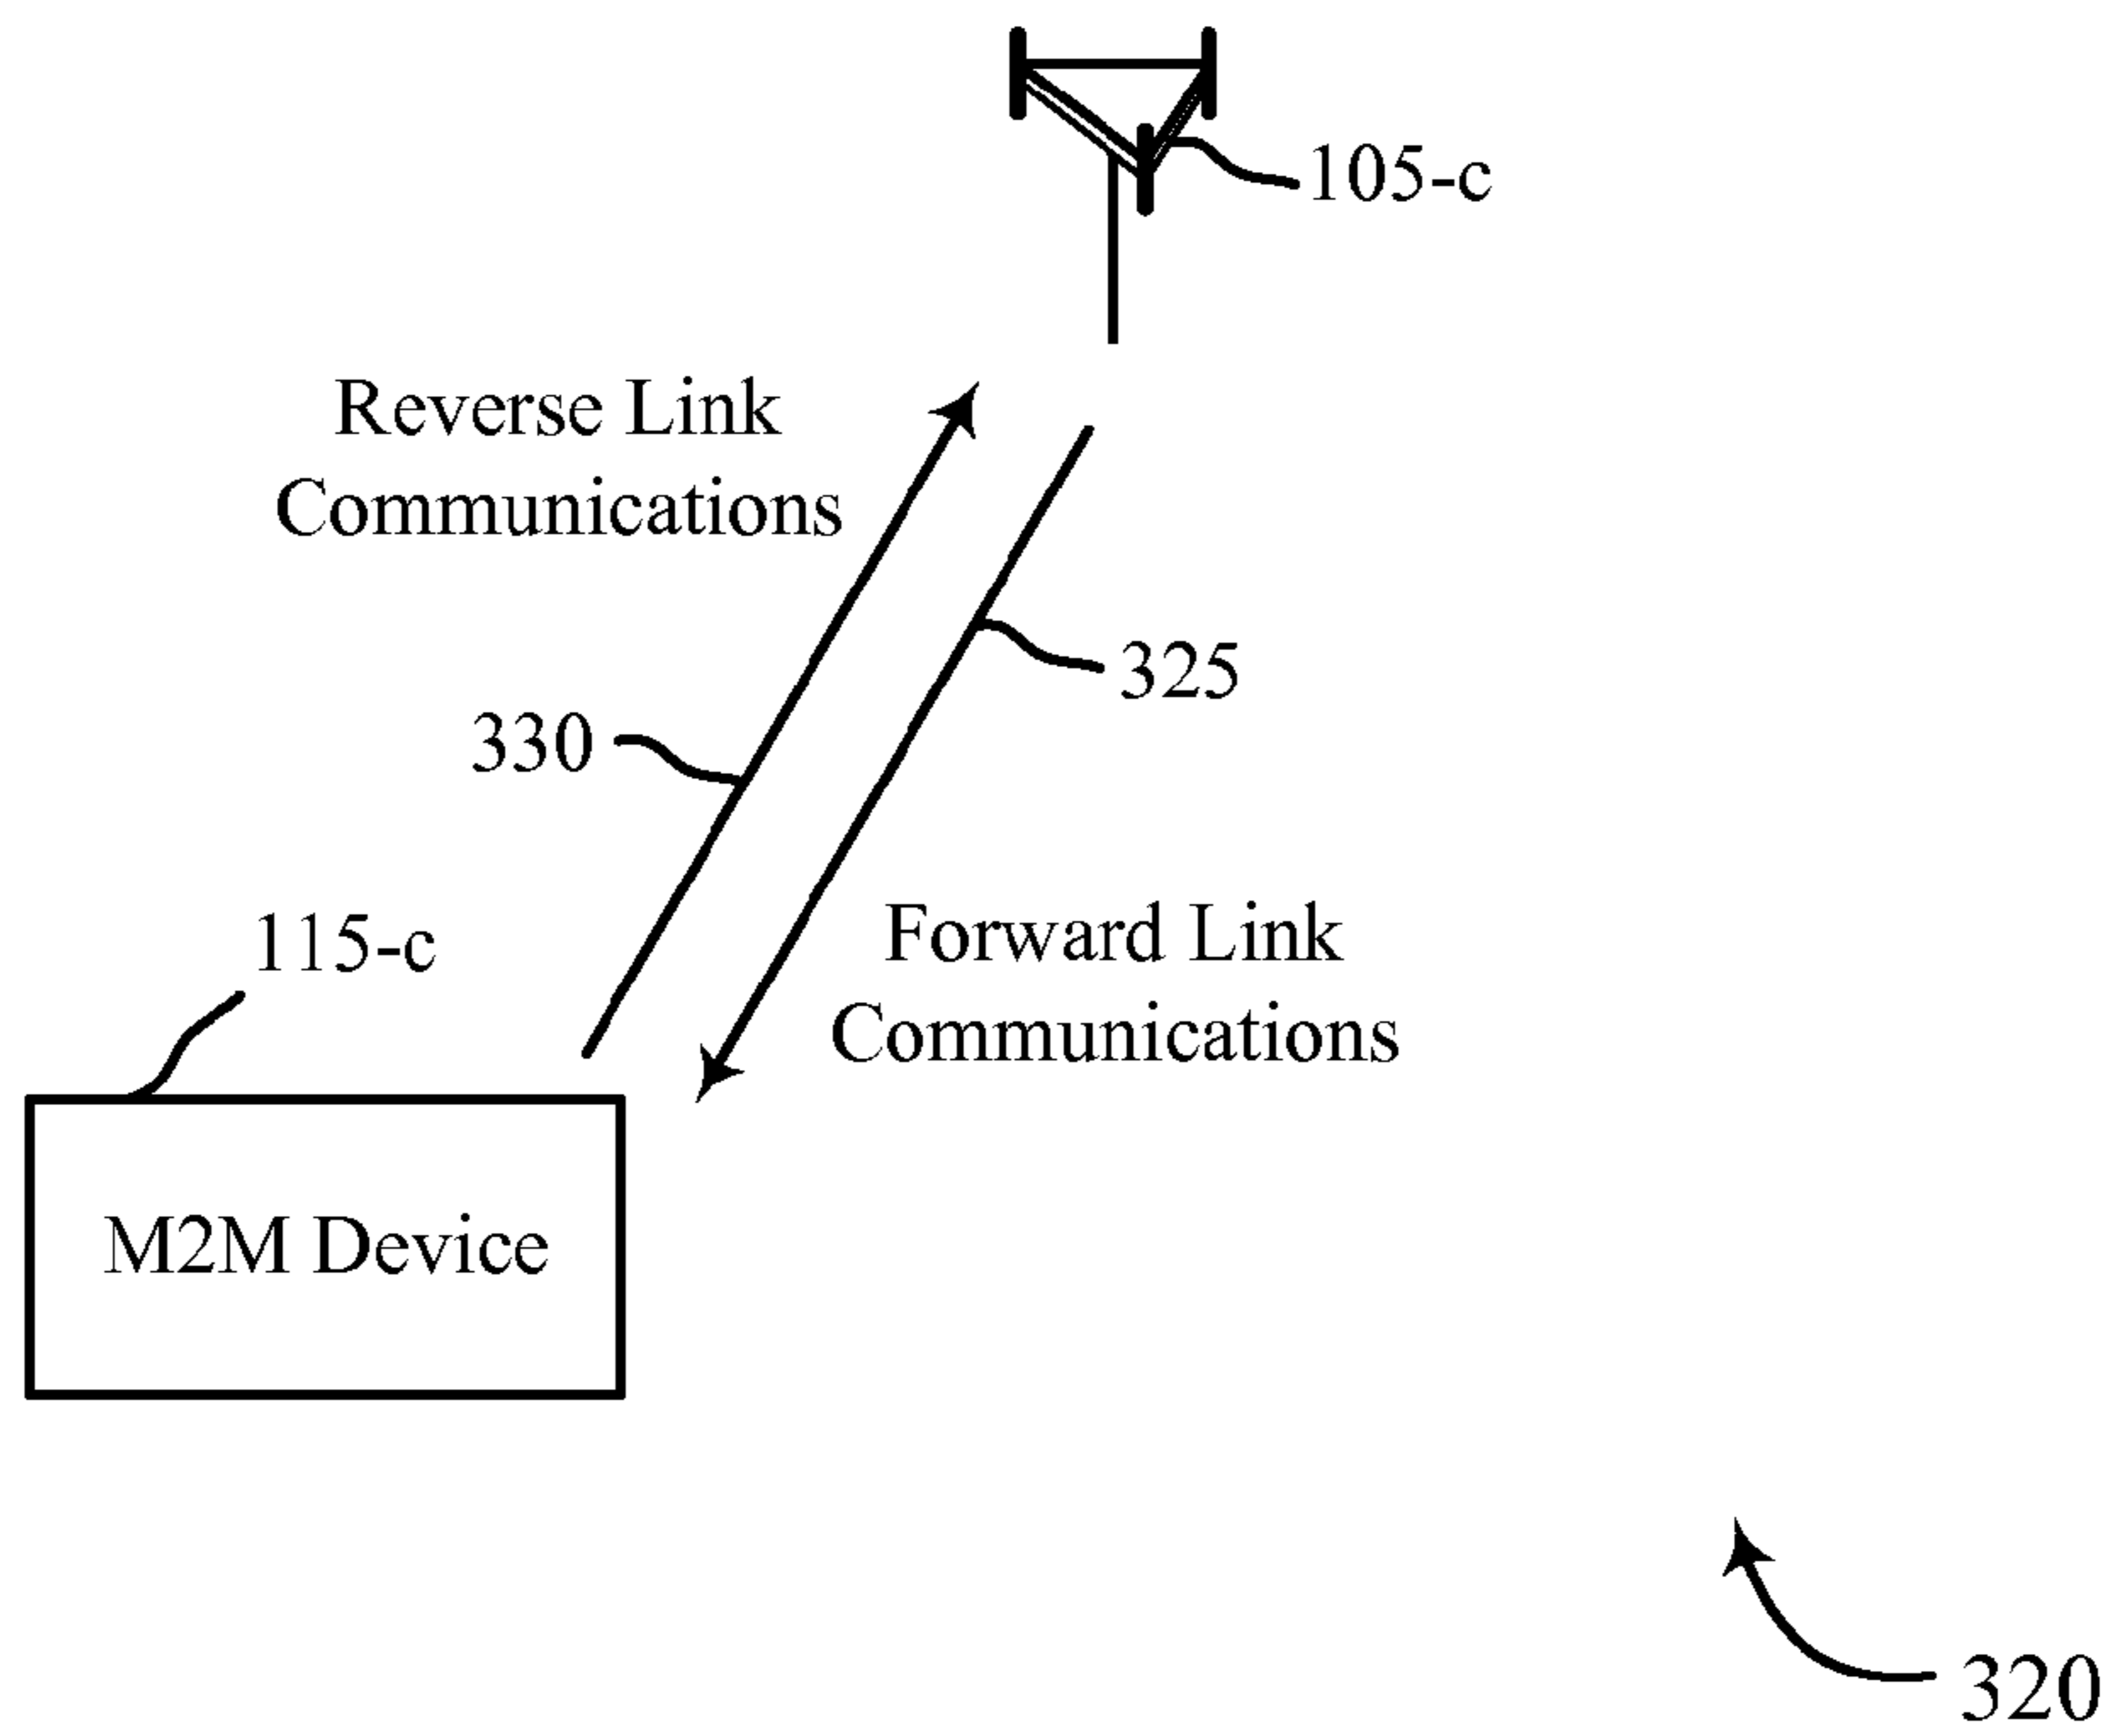 105-c
Reverse Link
Communications
325
330
115-c
Forward Link
Communications
M2M Device
320